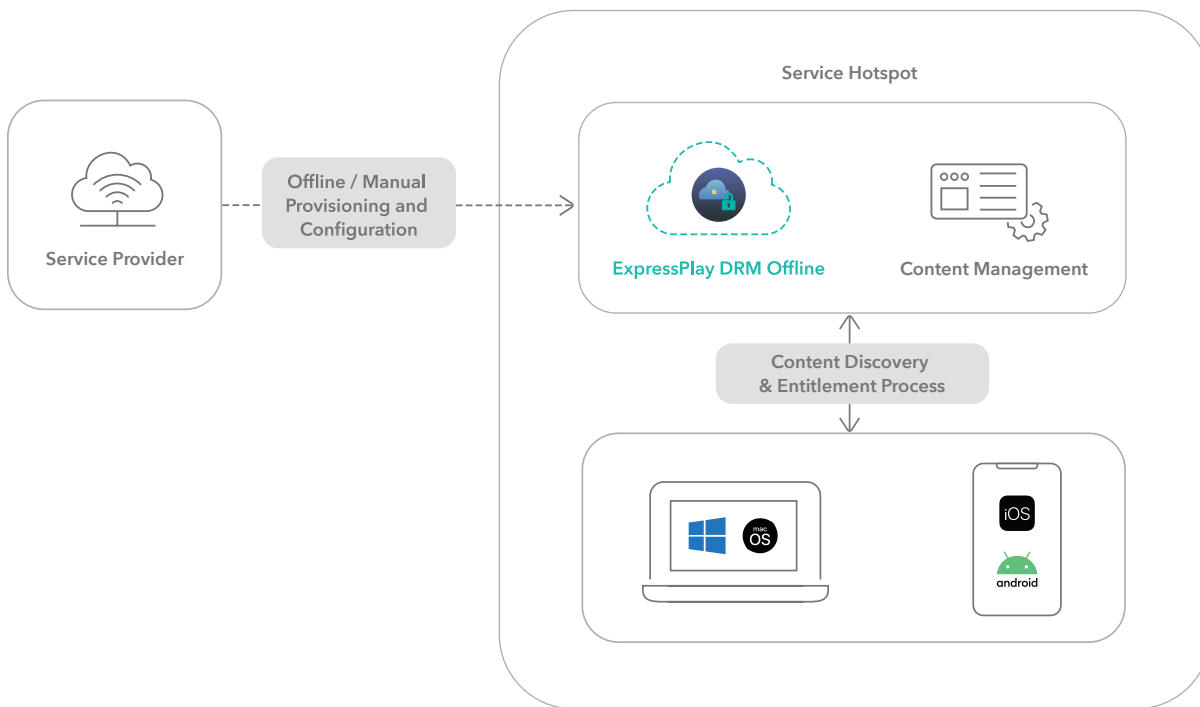 Service Hotspot
Service Provider
Offline / Manual
Provisioning and
Configuration
ExpressPlay DRM Offline
Content Management
Content Discovery
& Entitlement Process
mac
OS
iOS
android